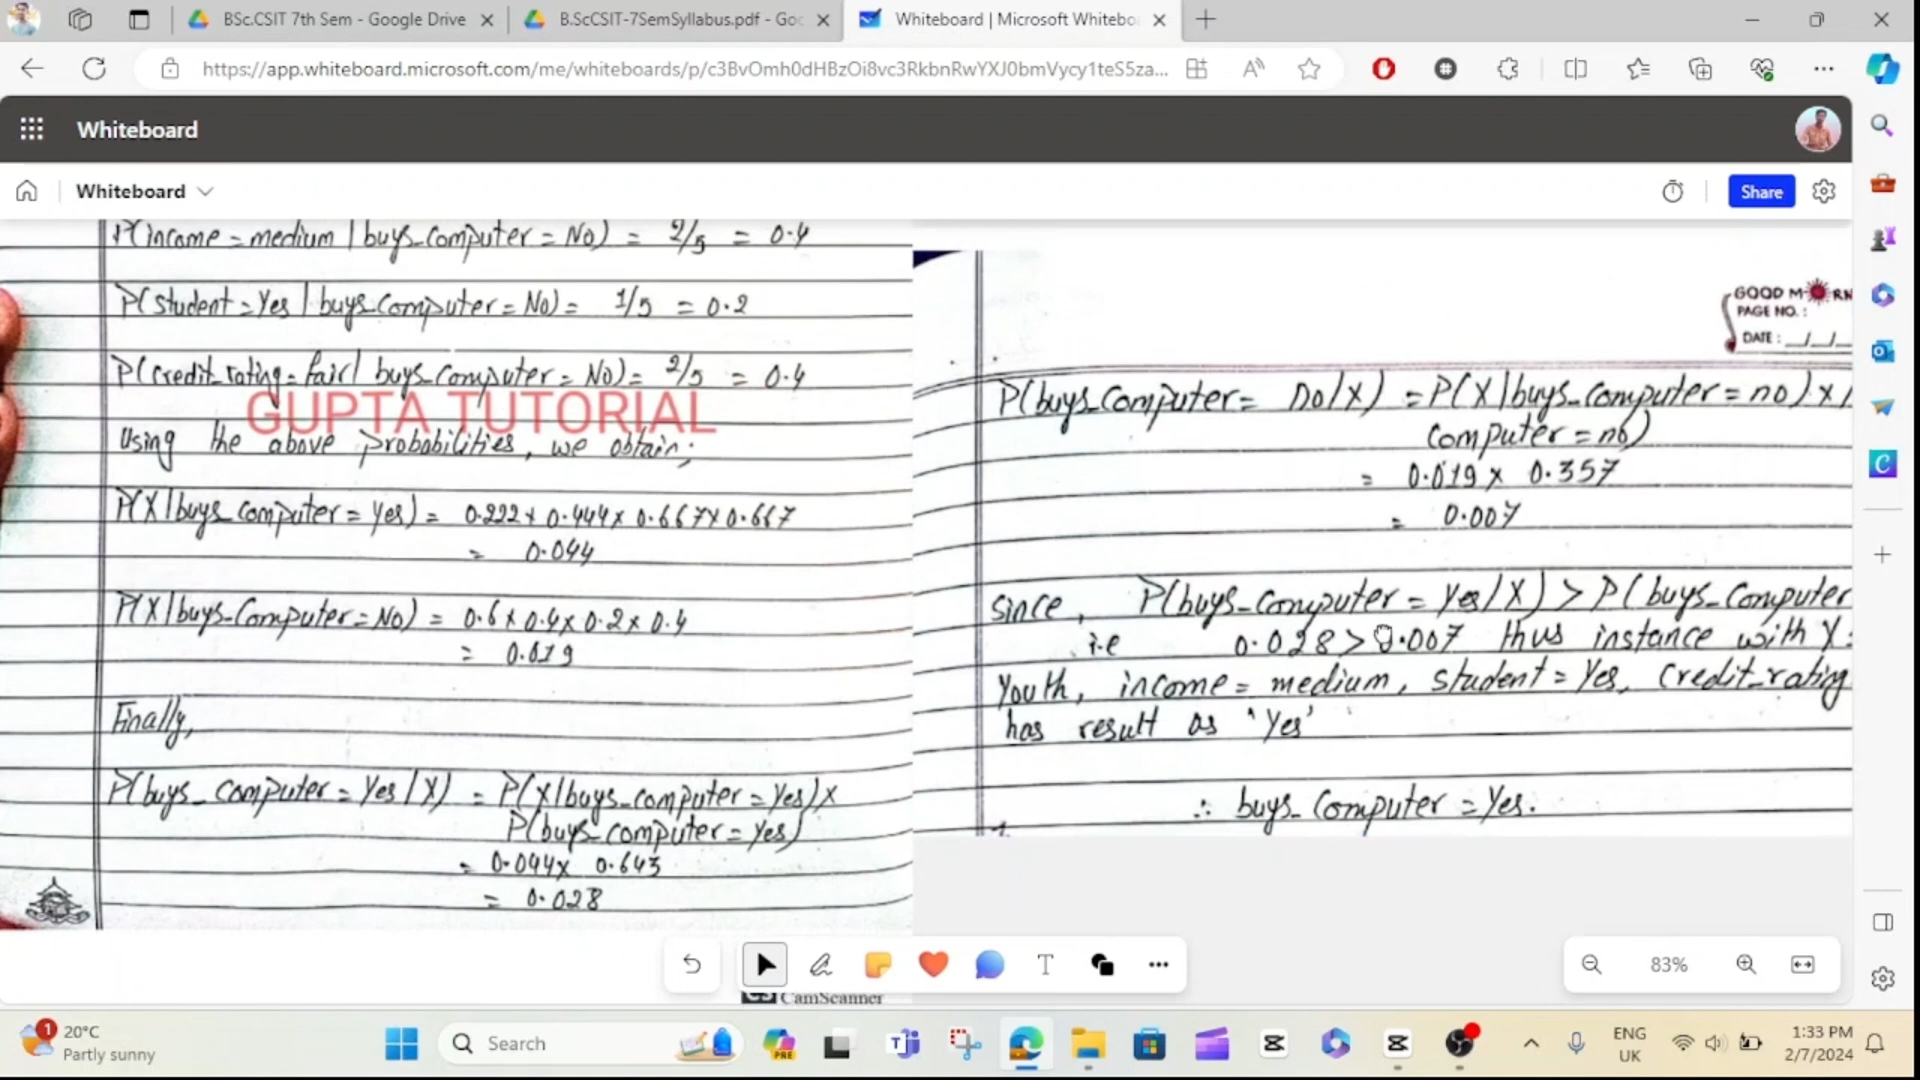 BSc.CSIT 7th Sem - Google Drive
B.ScCSIT-7SemSyllabus.pdf - Goo
Whiteboard | Microsoft Whitebo
https://app.whiteboard.microsoft.com/me/whiteboards/p/c3BvOmh0dHBzOi8vc3RkbnRwYXJ0bmVycy1teS5za...
Whiteboard
Whiteboard
Share
P(income = medium | buys_computer = No) = 2/5 = 0.4
P(student = Yes | buys_computer = No) = 1/5 = 0.2
P(credit_rating = fair | buys_computer = No) = 2/5 = 0.4
GUPTA TUTORIAL
Using the above probabilities, we obtain;
P(X | buys_computer = yes) = 0.222 x 0.444 x 0.667 x 0.667
= 0.044
P(X | buys_computer = No) = 0.6 x 0.4 x 0.2 x 0.4
= 0.019
Finally,
P(buys_computer = Yes | X) = P(X | buys_computer = Yes) x
P(buys_computer = Yes)
= 0.044 x 0.643
= 0.028
GOOD MORN
PAGE NO. :
DATE : __/__/__
P(buys_computer = no | X) = P(X | buys_computer = no) x
computer = no)
= 0.019 x 0.357
= 0.007
since, P(buys_computer = Yes | X) > P(buys_computer
i.e 0.028 > 0.007 thus instance with X:
youth, income = medium, student = Yes, credit_rating
has result as 'Yes'
∴ buys_computer = Yes.
CamScanner
83%
1
20°C
Partly sunny
Search
PRE
ENG
UK
1:33 PM
2/7/2024